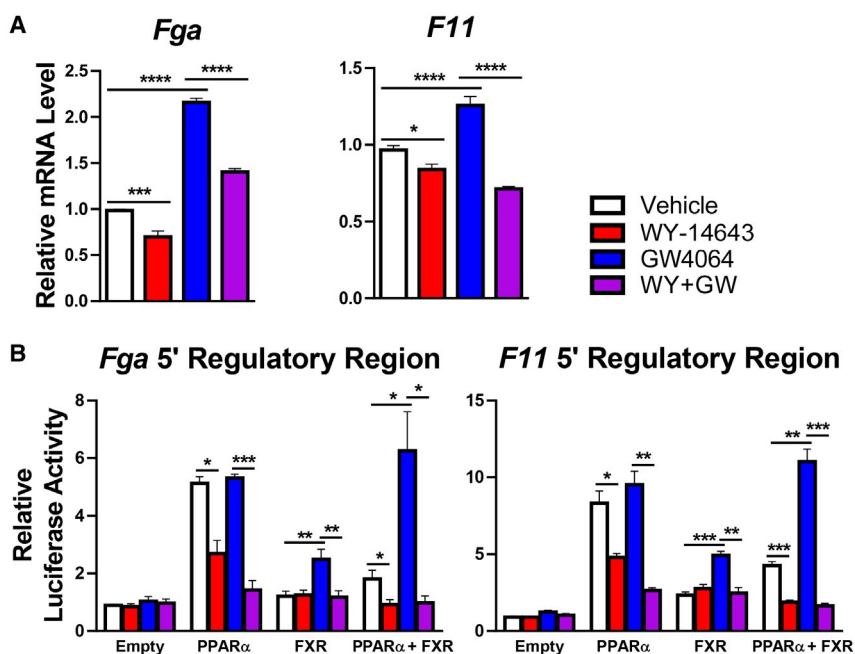 A
Fga
F11
Relative mRNA Level
2.5
2.0
1.5
1.0
0.5
0.0
****
****
***
1.5
1.0
0.5
0.0
****
****
*
Vehicle
WY-14643
GW4064
WY+GW
B
Fga 5' Regulatory Region
F11 5' Regulatory Region
Relative
Luciferase Activity
8
6
4
2
0
*
***
**
**
*
*
*
Empty
PPARα
FXR
PPARα + FXR
15
10
5
0
*
**
***
**
**
***
***
Empty
PPARα
FXR
PPARα + FXR